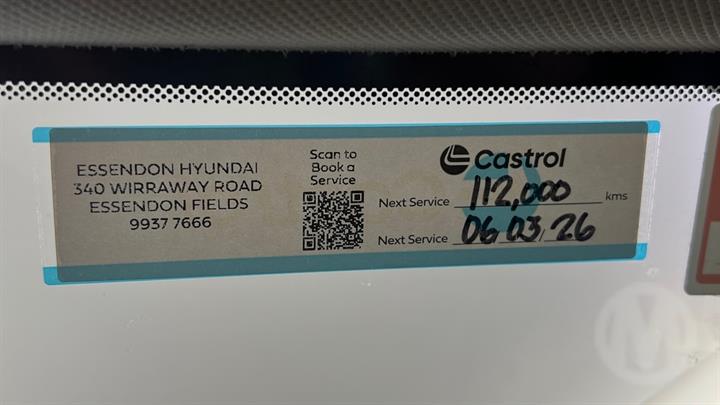 ESSENDON HYUNDAI
340 WIRRAWAY ROAD
ESSENDON FIELDS
9937 7666
Scan to
Book a
Service
Castrol
Next Service 112,000 kms
Next Service 06/03/26
M